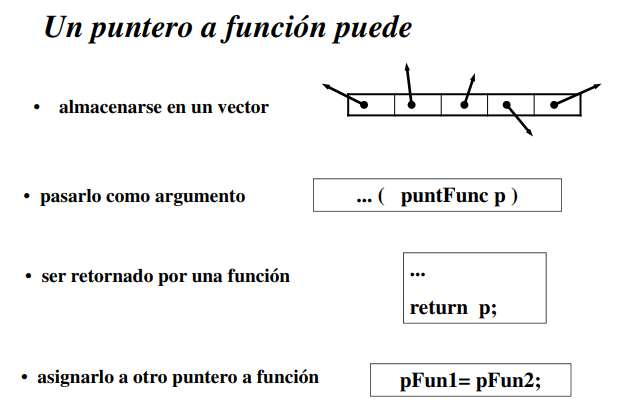 Un puntero a función puede
• almacenarse en un vector
• pasarlo como argumento
... ( puntFunc p )
• ser retornado por una función
...
return p;
• asignarlo a otro puntero a función
pFun1= pFun2;